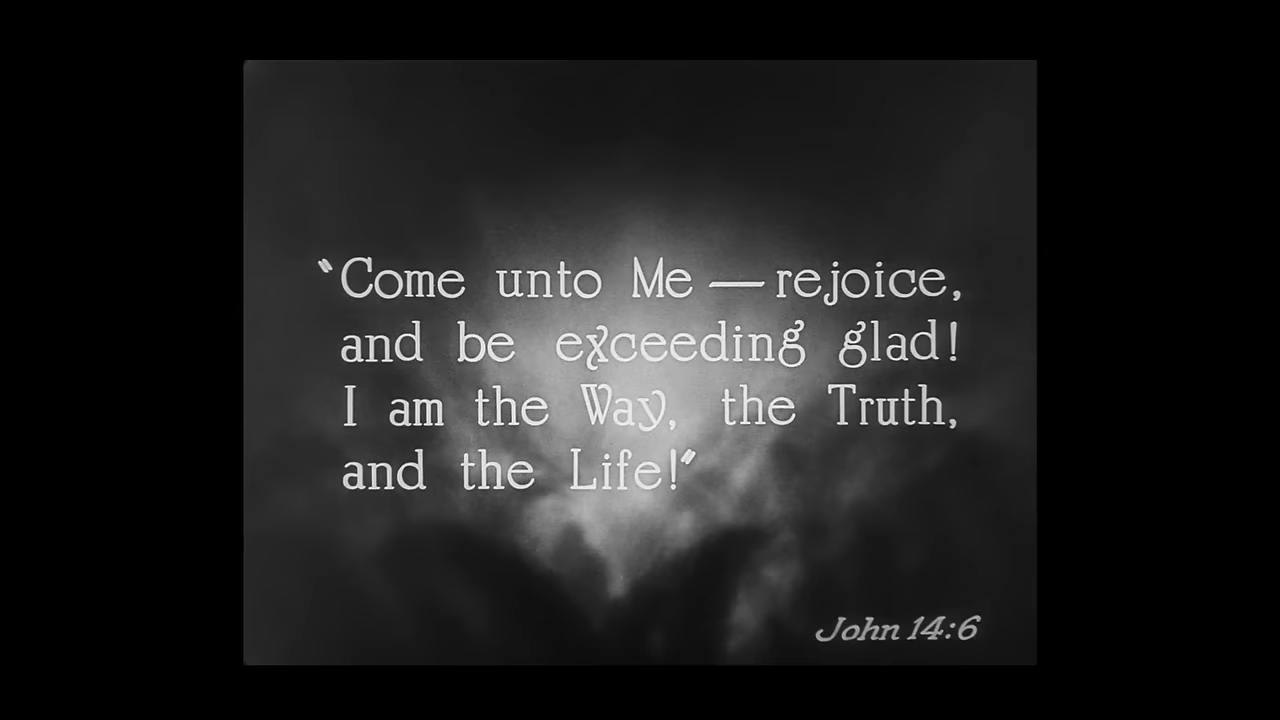 "Come unto Me — rejoice,
and be exceeding glad!
I am the Way, the Truth,
and the Life!"
John 14:6